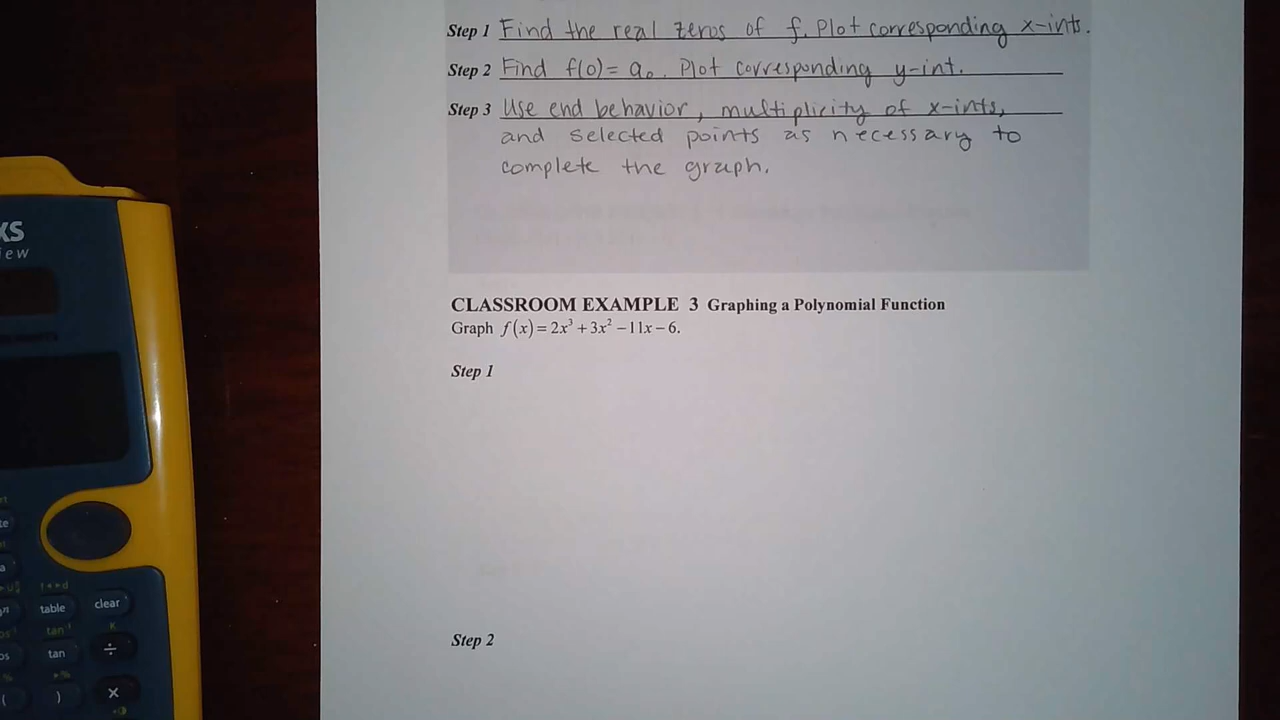 Step 1 Find the real zeros of f. Plot corresponding x-ints.
Step 2 Find f(0) = a₀. Plot corresponding y-int.
Step 3 Use end behavior, multiplicity of x-ints,
and selected points as necessary to
complete the graph.
CLASSROOM EXAMPLE 3 Graphing a Polynomial Function
Graph f(x) = 2x³ + 3x² − 11x − 6.
Step 1
Step 2
table
clear
tan⁻¹
tan
÷
K
(
)
×